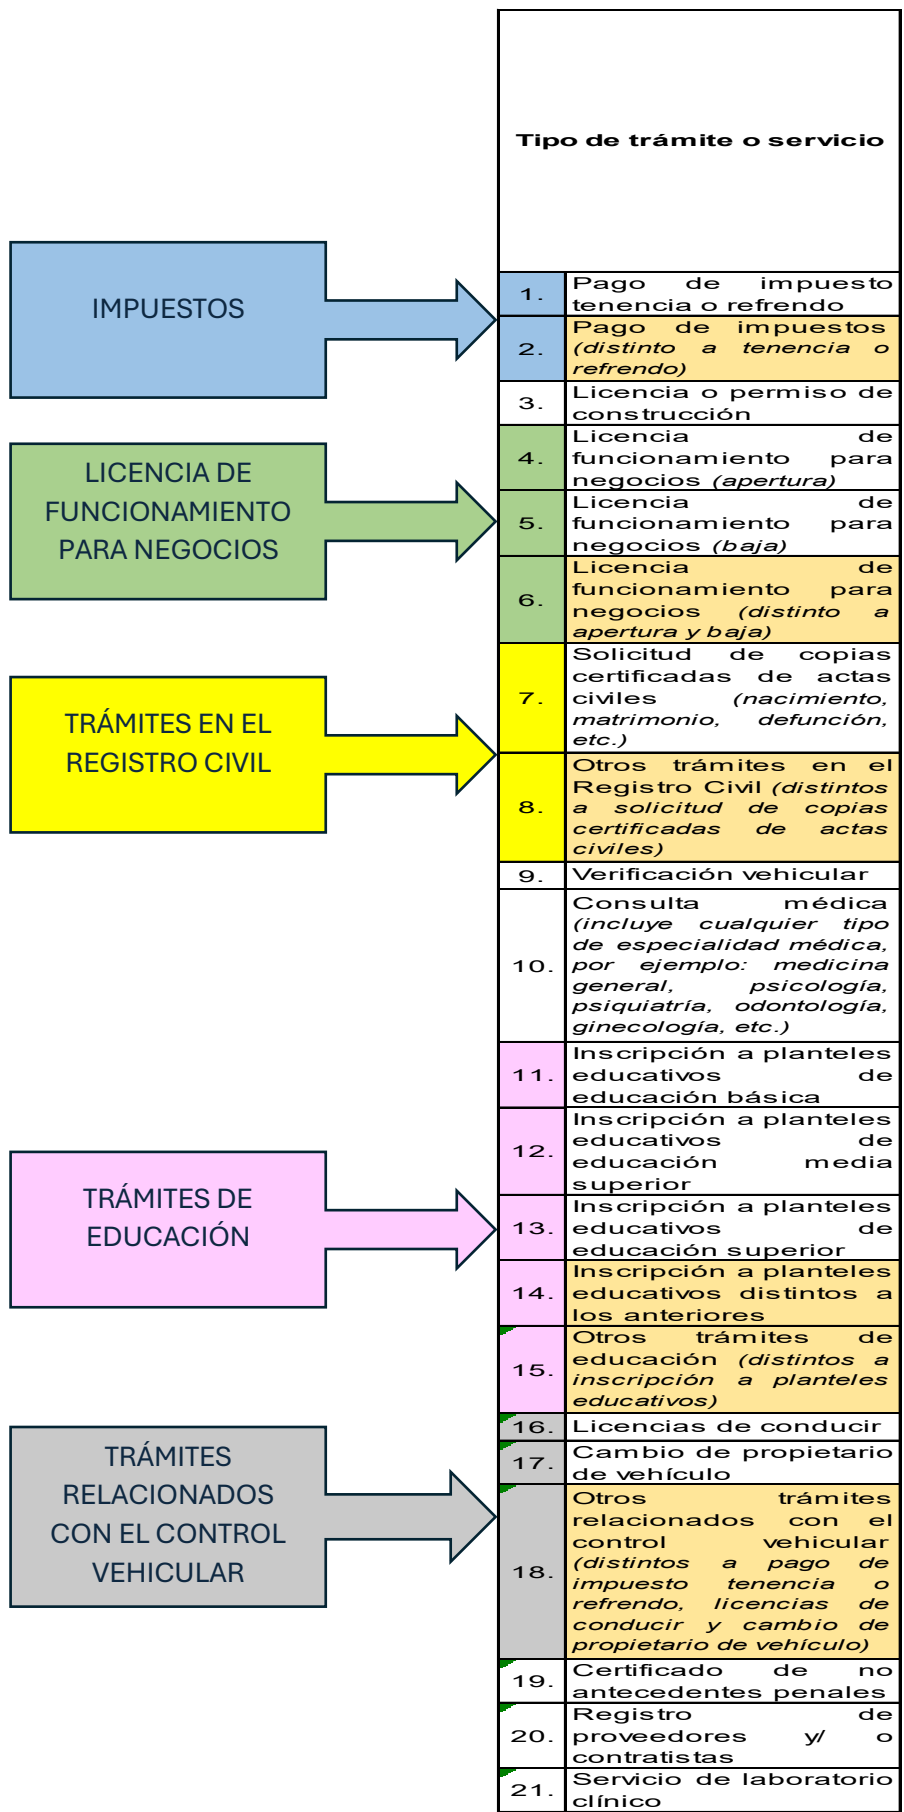 Tipo de trámite o servicio
IMPUESTOS
1. Pago de impuesto
tenencia o refrendo
2. Pago de impuestos
(distinto a tenencia o
refrendo)
3. Licencia o permiso de
construcción
LICENCIA DE
FUNCIONAMIENTO
PARA NEGOCIOS
4. Licencia de
funcionamiento para
negocios (apertura)
5. Licencia de
funcionamiento para
negocios (baja)
6. Licencia de
funcionamiento para
negocios (distinto a
apertura y baja)
TRÁMITES EN EL
REGISTRO CIVIL
7. Solicitud de copias
certificadas de actas
civiles (nacimiento,
matrimonio, defunción,
etc.)
8. Otros trámites en el
Registro Civil (distintos
a solicitud de copias
certificadas de actas
civiles)
9. Verificación vehicular
10. Consulta médica
(incluye cualquier tipo
de especialidad médica,
por ejemplo: medicina
general, psicología,
psiquiatría, odontología,
ginecología, etc.)
TRÁMITES DE
EDUCACIÓN
11. Inscripción a planteles
educativos de
educación básica
12. Inscripción a planteles
educativos de
educación media
superior
13. Inscripción a planteles
educativos de
educación superior
14. Inscripción a planteles
educativos distintos a
los anteriores
15. Otros trámites de
educación (distintos a
inscripción a planteles
educativos)
TRÁMITES
RELACIONADOS
CON EL CONTROL
VEHICULAR
16. Licencias de conducir
17. Cambio de propietario
de vehículo
18. Otros trámites
relacionados con el
control vehicular
(distintos a pago de
impuesto tenencia o
refrendo, licencias de
conducir y cambio de
propietario de vehículo)
19. Certificado de no
antecedentes penales
20. Registro de
proveedores y/ o
contratistas
21. Servicio de laboratorio
clínico